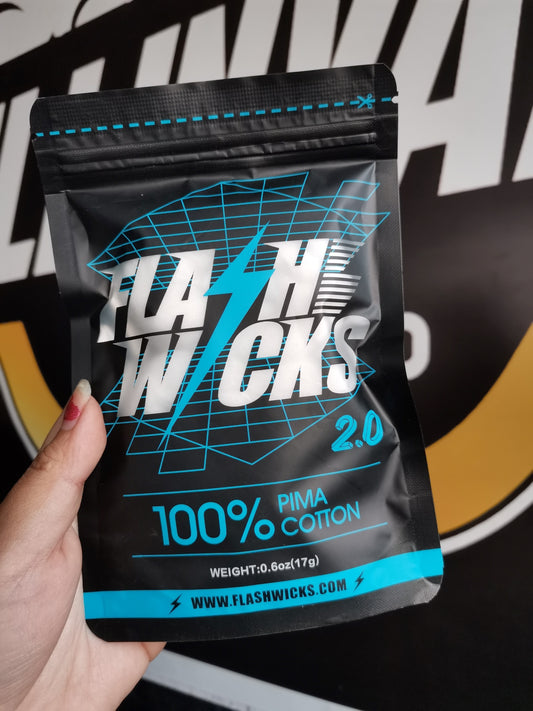 FLASH
WICKS
2.0
100% PIMA
COTTON
WEIGHT:0.6oz(17g)
WWW.FLASHWICKS.COM